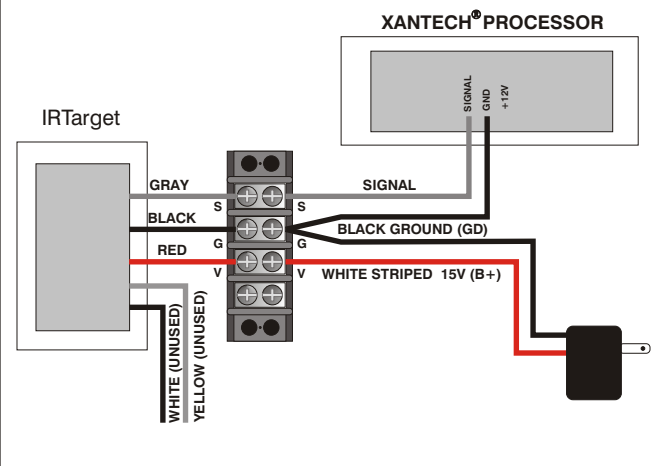 XANTECH® PROCESSOR
SIGNAL
GND
+12V
IRTarget
GRAY
SIGNAL
S
S
BLACK
BLACK GROUND (GD)
G
G
RED
V
V
WHITE STRIPED 15V (B+)
WHITE (UNUSED)
YELLOW (UNUSED)